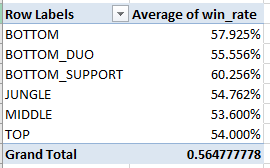 Row Labels Average of win_rate
BOTTOM 57.925%
BOTTOM_DUO 55.556%
BOTTOM_SUPPORT 60.256%
JUNGLE 54.762%
MIDDLE 53.600%
TOP 54.000%
Grand Total 0.564777778